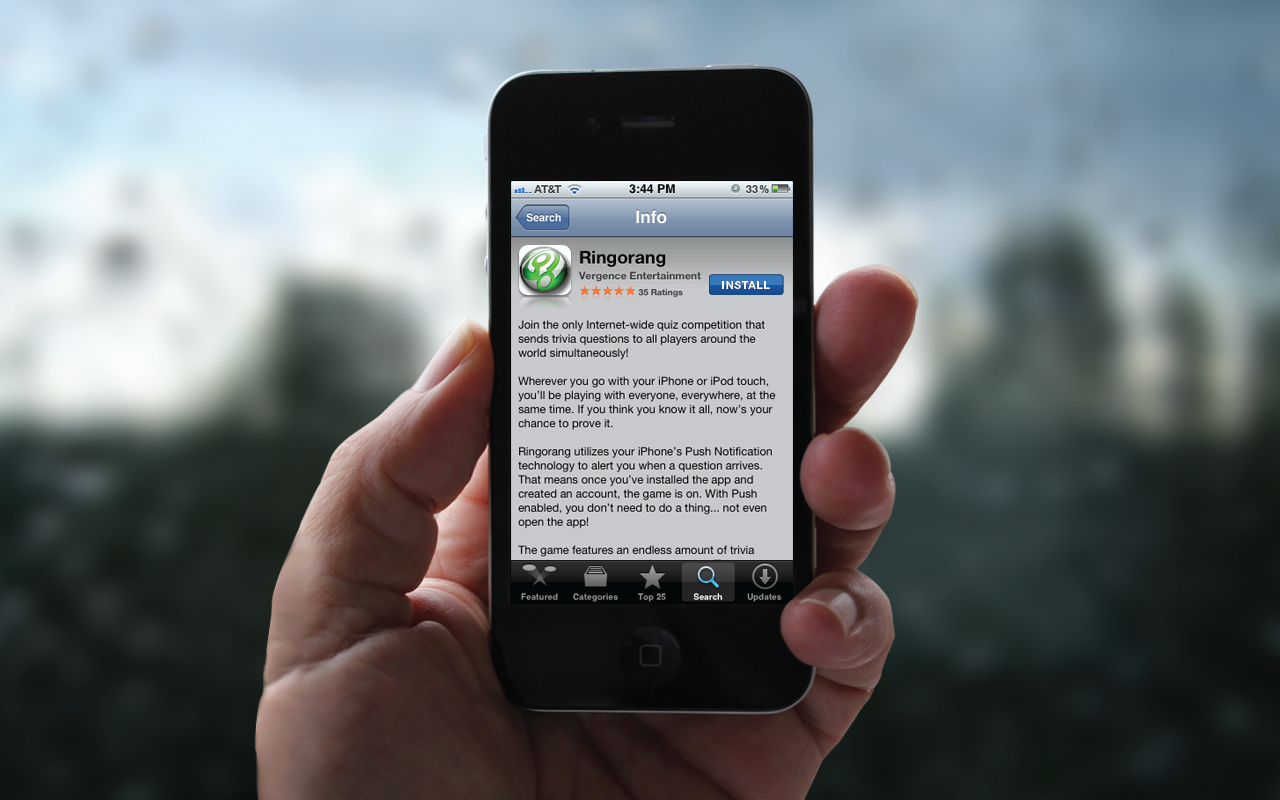 AT&T 3:44 PM 33%
Search Info
Ringorang
Vergence Entertainment
INSTALL
35 Ratings
Join the only Internet-wide quiz competition that
sends trivia questions to all players around the
world simultaneously!
Wherever you go with your iPhone or iPod touch,
you’ll be playing with everyone, everywhere, at the
same time. If you think you know it all, now’s your
chance to prove it.
Ringorang utilizes your iPhone’s Push Notification
technology to alert you when a question arrives.
That means once you’ve installed the app and
created an account, the game is on. With Push
enabled, you don’t need to do a thing... not even
open the app!
The game features an endless amount of trivia
Featured Categories Top 25 Search Updates